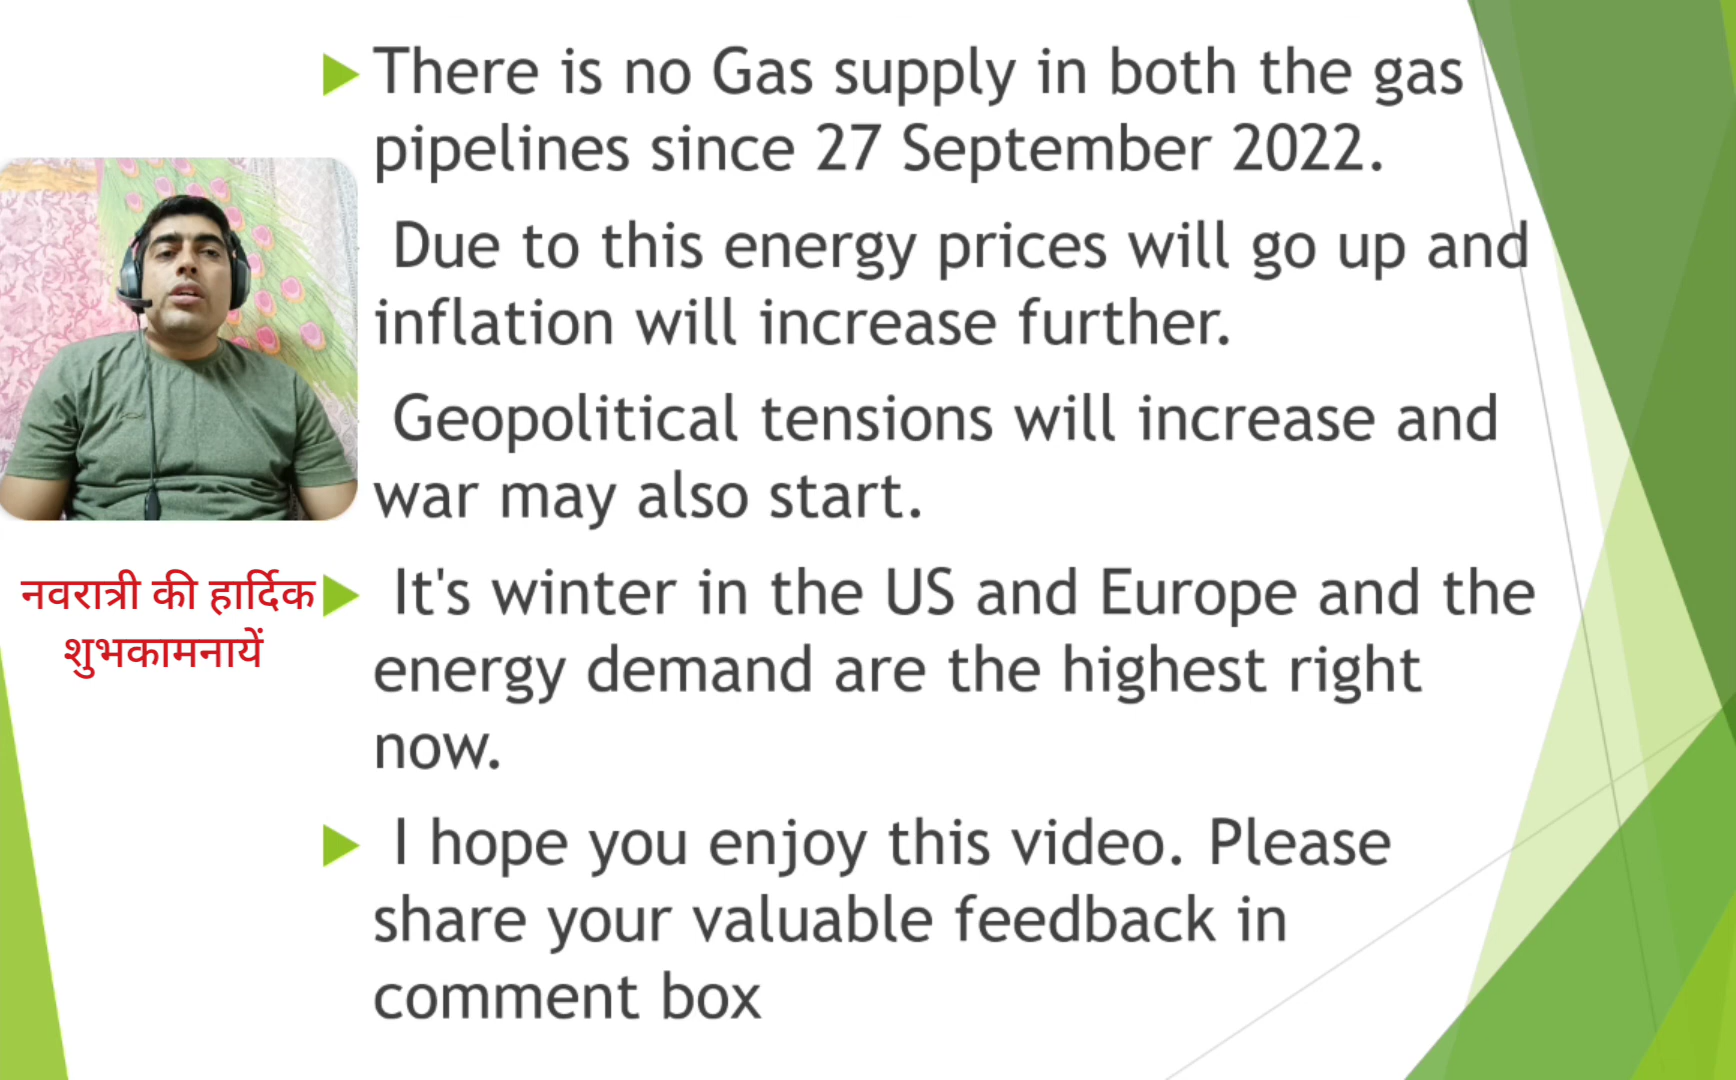 There is no Gas supply in both the gas
pipelines since 27 September 2022.
Due to this energy prices will go up and
inflation will increase further.
Geopolitical tensions will increase and
war may also start.
नवरात्री की हार्दिक
शुभकामनायें
It's winter in the US and Europe and the
energy demand are the highest right
now.
I hope you enjoy this video. Please
share your valuable feedback in
comment box